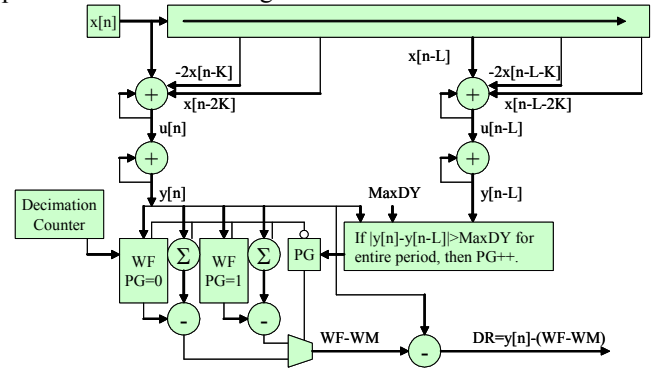 x[n]
x[n-L]
-2x[n-K]
-2x[n-L-K]
x[n-2K]
x[n-L-2K]
+
+
u[n]
u[n-L]
+
+
y[n]
MaxDY
y[n-L]
Decimation
Counter
WF
PG=0
Σ
WF
PG=1
Σ
PG
If |y[n]-y[n-L]|>MaxDY for
entire period, then PG++.
-
-
WF-WM
-
DR=y[n]-(WF-WM)